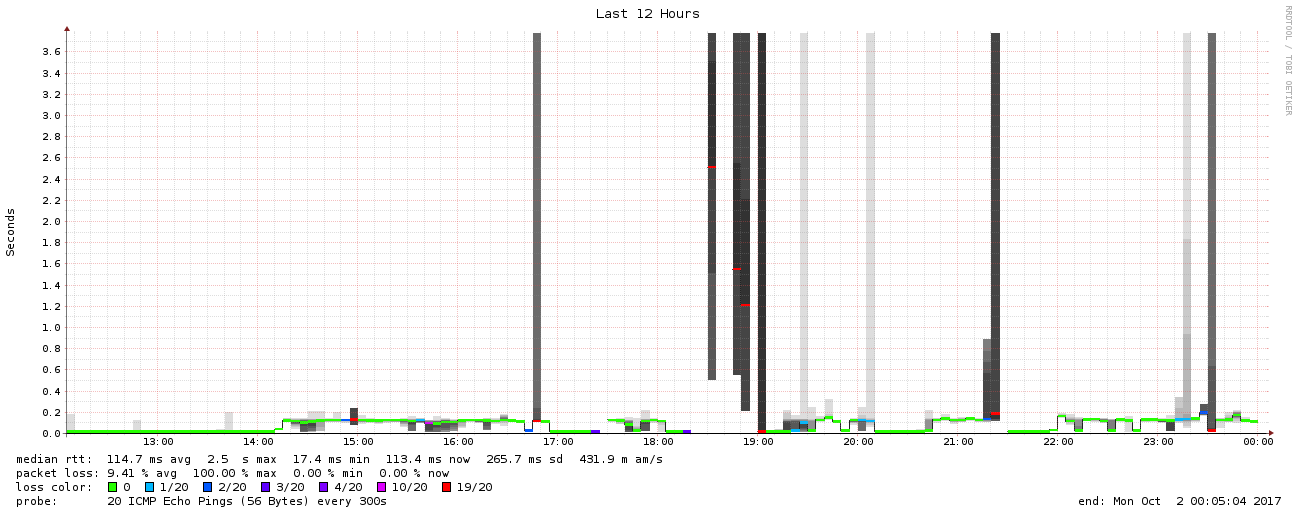 Last 12 Hours
RRDTOOL / TOBI OETIKER
Seconds
3.6
3.4
3.2
3.0
2.8
2.6
2.4
2.2
2.0
1.8
1.6
1.4
1.2
1.0
0.8
0.6
0.4
0.2
0.0
13:00 14:00 15:00 16:00 17:00 18:00 19:00 20:00 21:00 22:00 23:00 00:00
median rtt: 114.7 ms avg 2.5 s max 17.4 ms min 113.4 ms now 265.7 ms sd 431.9 m am/s
packet loss: 9.41 % avg 100.00 % max 0.00 % min 0.00 % now
loss color: 0 1/20 2/20 3/20 4/20 10/20 19/20
probe: 20 ICMP Echo Pings (56 Bytes) every 300s end: Mon Oct 2 00:05:04 2017